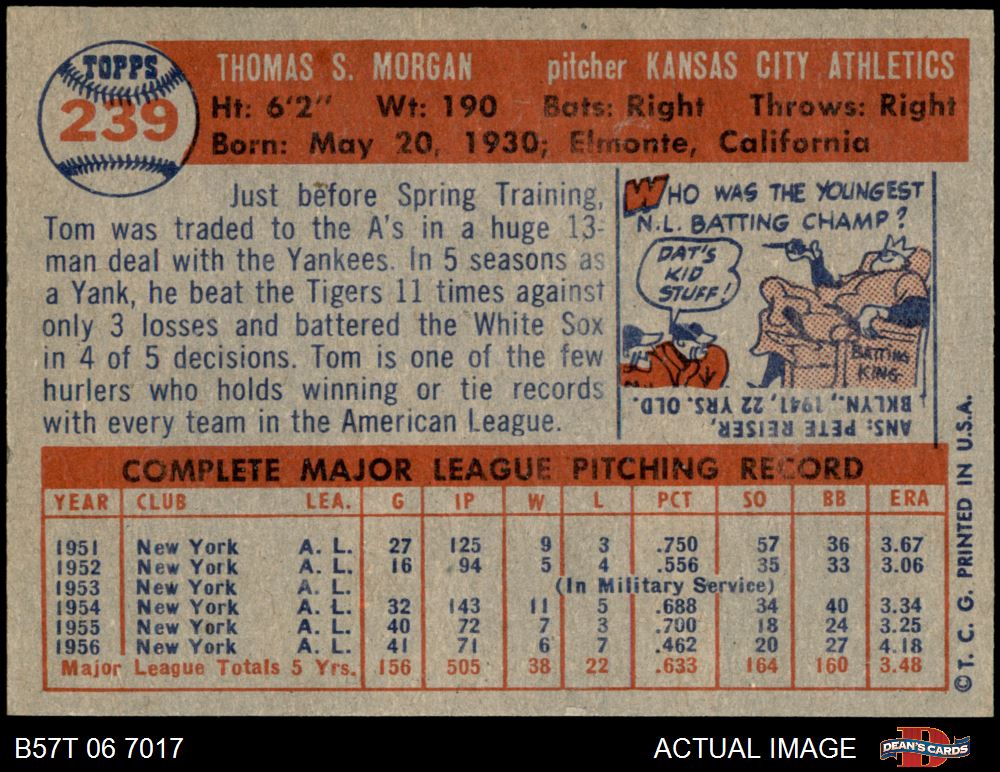 TOPPS
239
THOMAS S. MORGAN pitcher KANSAS CITY ATHLETICS
Ht: 6'2" Wt: 190 Bats: Right Throws: Right
Born: May 20, 1930; Elmonte, California
Just before Spring Training,
Tom was traded to the A's in a huge 13-
man deal with the Yankees. In 5 seasons as
a Yank, he beat the Tigers 11 times against
only 3 losses and battered the White Sox
in 4 of 5 decisions. Tom is one of the few
hurlers who holds winning or tie records
with every team in the American League.
WHO WAS THE YOUNGEST
N.L. BATTING CHAMP?
DAT'S
KID
STUFF!
BATTING
KING
ANS: PETE REISER,
BKLYN., 1941, 22 YRS. OLD.
COMPLETE MAJOR LEAGUE PITCHING RECORD
YEAR CLUB LEA. G IP W L PCT SO BB ERA
1951 New York A. L. 27 125 9 3 .750 57 36 3.67
1952 New York A. L. 16 94 5 4 .556 35 33 3.06
1953 New York A. L. (In Military Service)
1954 New York A. L. 32 143 11 5 .688 34 40 3.34
1955 New York A. L. 40 72 7 3 .700 18 24 3.25
1956 New York A. L. 41 71 6 7 .462 20 27 4.18
Major League Totals 5 Yrs. 156 505 38 22 .633 164 160 3.48
©T. C. G. PRINTED IN U.S.A.
B57T 06 7017 ACTUAL IMAGE
D
DEAN'S CARDS